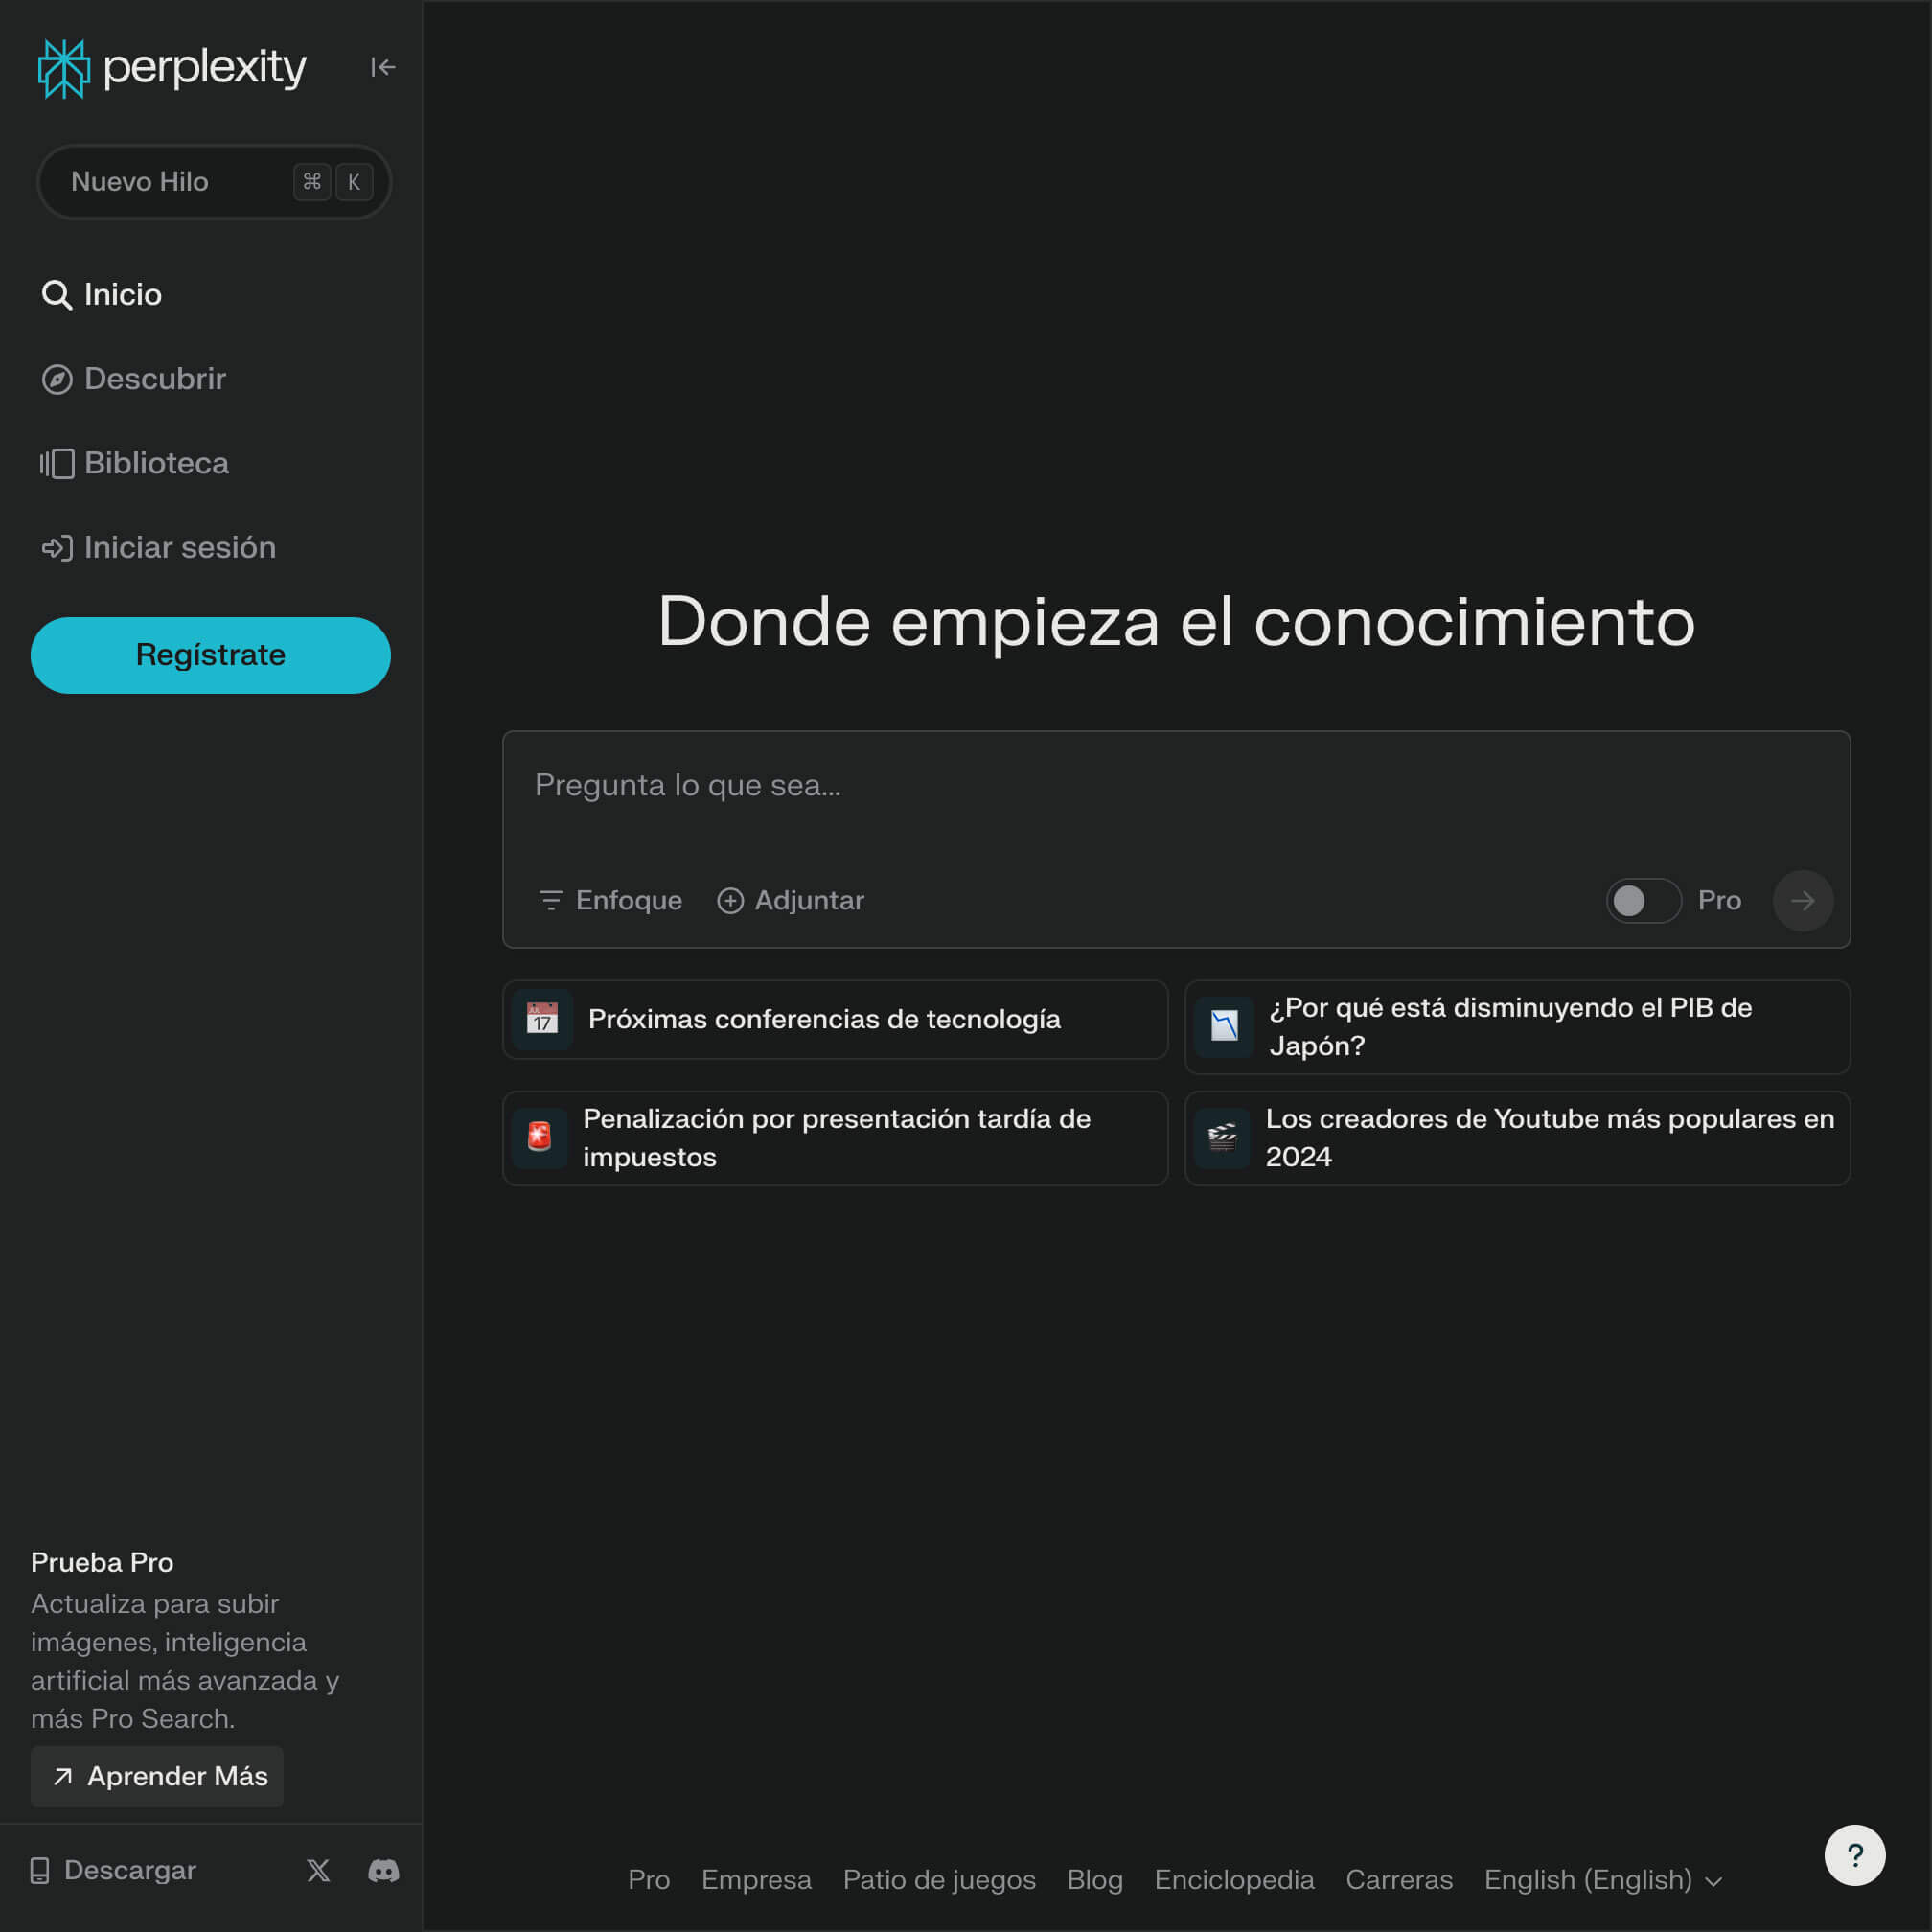 perplexity
Nuevo Hilo ⌘ K
Inicio
Descubrir
Biblioteca
Iniciar sesión
Regístrate
Donde empieza el conocimiento
Pregunta lo que sea...
Enfoque Adjuntar Pro
JUL 17 Próximas conferencias de tecnología
¿Por qué está disminuyendo el PIB de
Japón?
Penalización por presentación tardía de
impuestos
Los creadores de Youtube más populares en
2024
Prueba Pro
Actualiza para subir
imágenes, inteligencia
artificial más avanzada y
más Pro Search.
Aprender Más
Descargar
Pro Empresa Patio de juegos Blog Enciclopedia Carreras English (English)
?